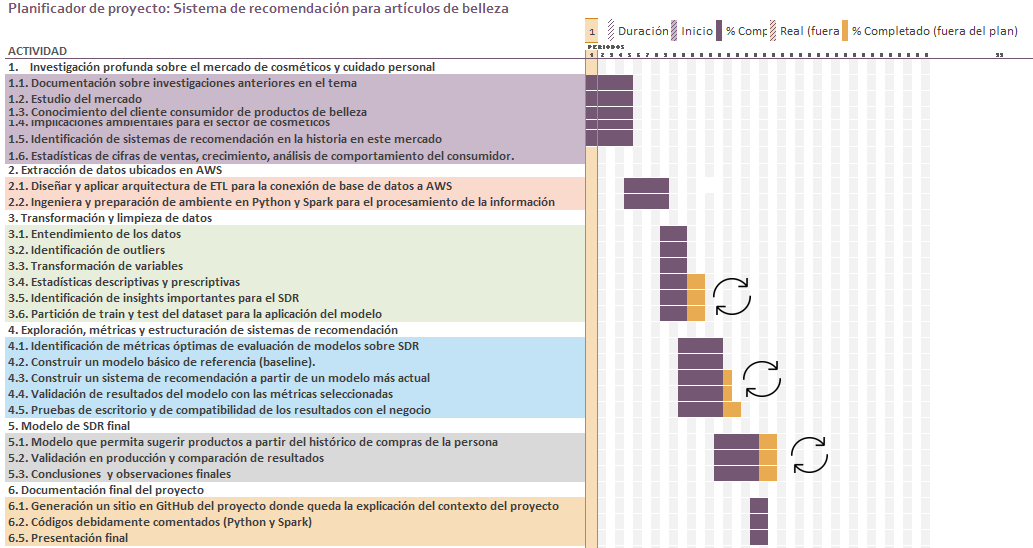 Planificador de proyecto: Sistema de recomendación para artículos de belleza
1 Duración Inicio % Comp Real (fuera % Completado (fuera del plan)
ACTIVIDAD
PERIODOS
1. Investigación profunda sobre el mercado de cosméticos y cuidado personal
1.1. Documentación sobre investigaciones anteriores en el tema
1.2. Estudio del mercado
1.3. Conocimiento del cliente consumidor de productos de belleza
1.4. Implicaciones ambientales para el sector de cosméticos
1.5. Identificación de sistemas de recomendación en la historia en este mercado
1.6. Estadísticas de cifras de ventas, crecimiento, análisis de comportamiento del consumidor.
2. Extracción de datos ubicados en AWS
2.1. Diseñar y aplicar arquitectura de ETL para la conexión de base de datos a AWS
2.2. Ingeniera y preparación de ambiente en Python y Spark para el procesamiento de la información
3. Transformación y limpieza de datos
3.1. Entendimiento de los datos
3.2. Identificación de outliers
3.3. Transformación de variables
3.4. Estadísticas descriptivas y prescriptivas
3.5. Identificación de insights importantes para el SDR
3.6. Partición de train y test del dataset para la aplicación del modelo
4. Exploración, métricas y estructuración de sistemas de recomendación
4.1. Identificación de métricas óptimas de evaluación de modelos sobre SDR
4.2. Construir un modelo básico de referencia (baseline).
4.3. Construir un sistema de recomendación a partir de un modelo más actual
4.4. Validación de resultados del modelo con las métricas seleccionadas
4.5. Pruebas de escritorio y de compatibilidad de los resultados con el negocio
5. Modelo de SDR final
5.1. Modelo que permita sugerir productos a partir del histórico de compras de la persona
5.2. Validación en producción y comparación de resultados
5.3. Conclusiones y observaciones finales
6. Documentación final del proyecto
6.1. Generación un sitio en GitHub del proyecto donde queda la explicación del contexto del proyecto
6.2. Códigos debidamente comentados (Python y Spark)
6.5. Presentación final